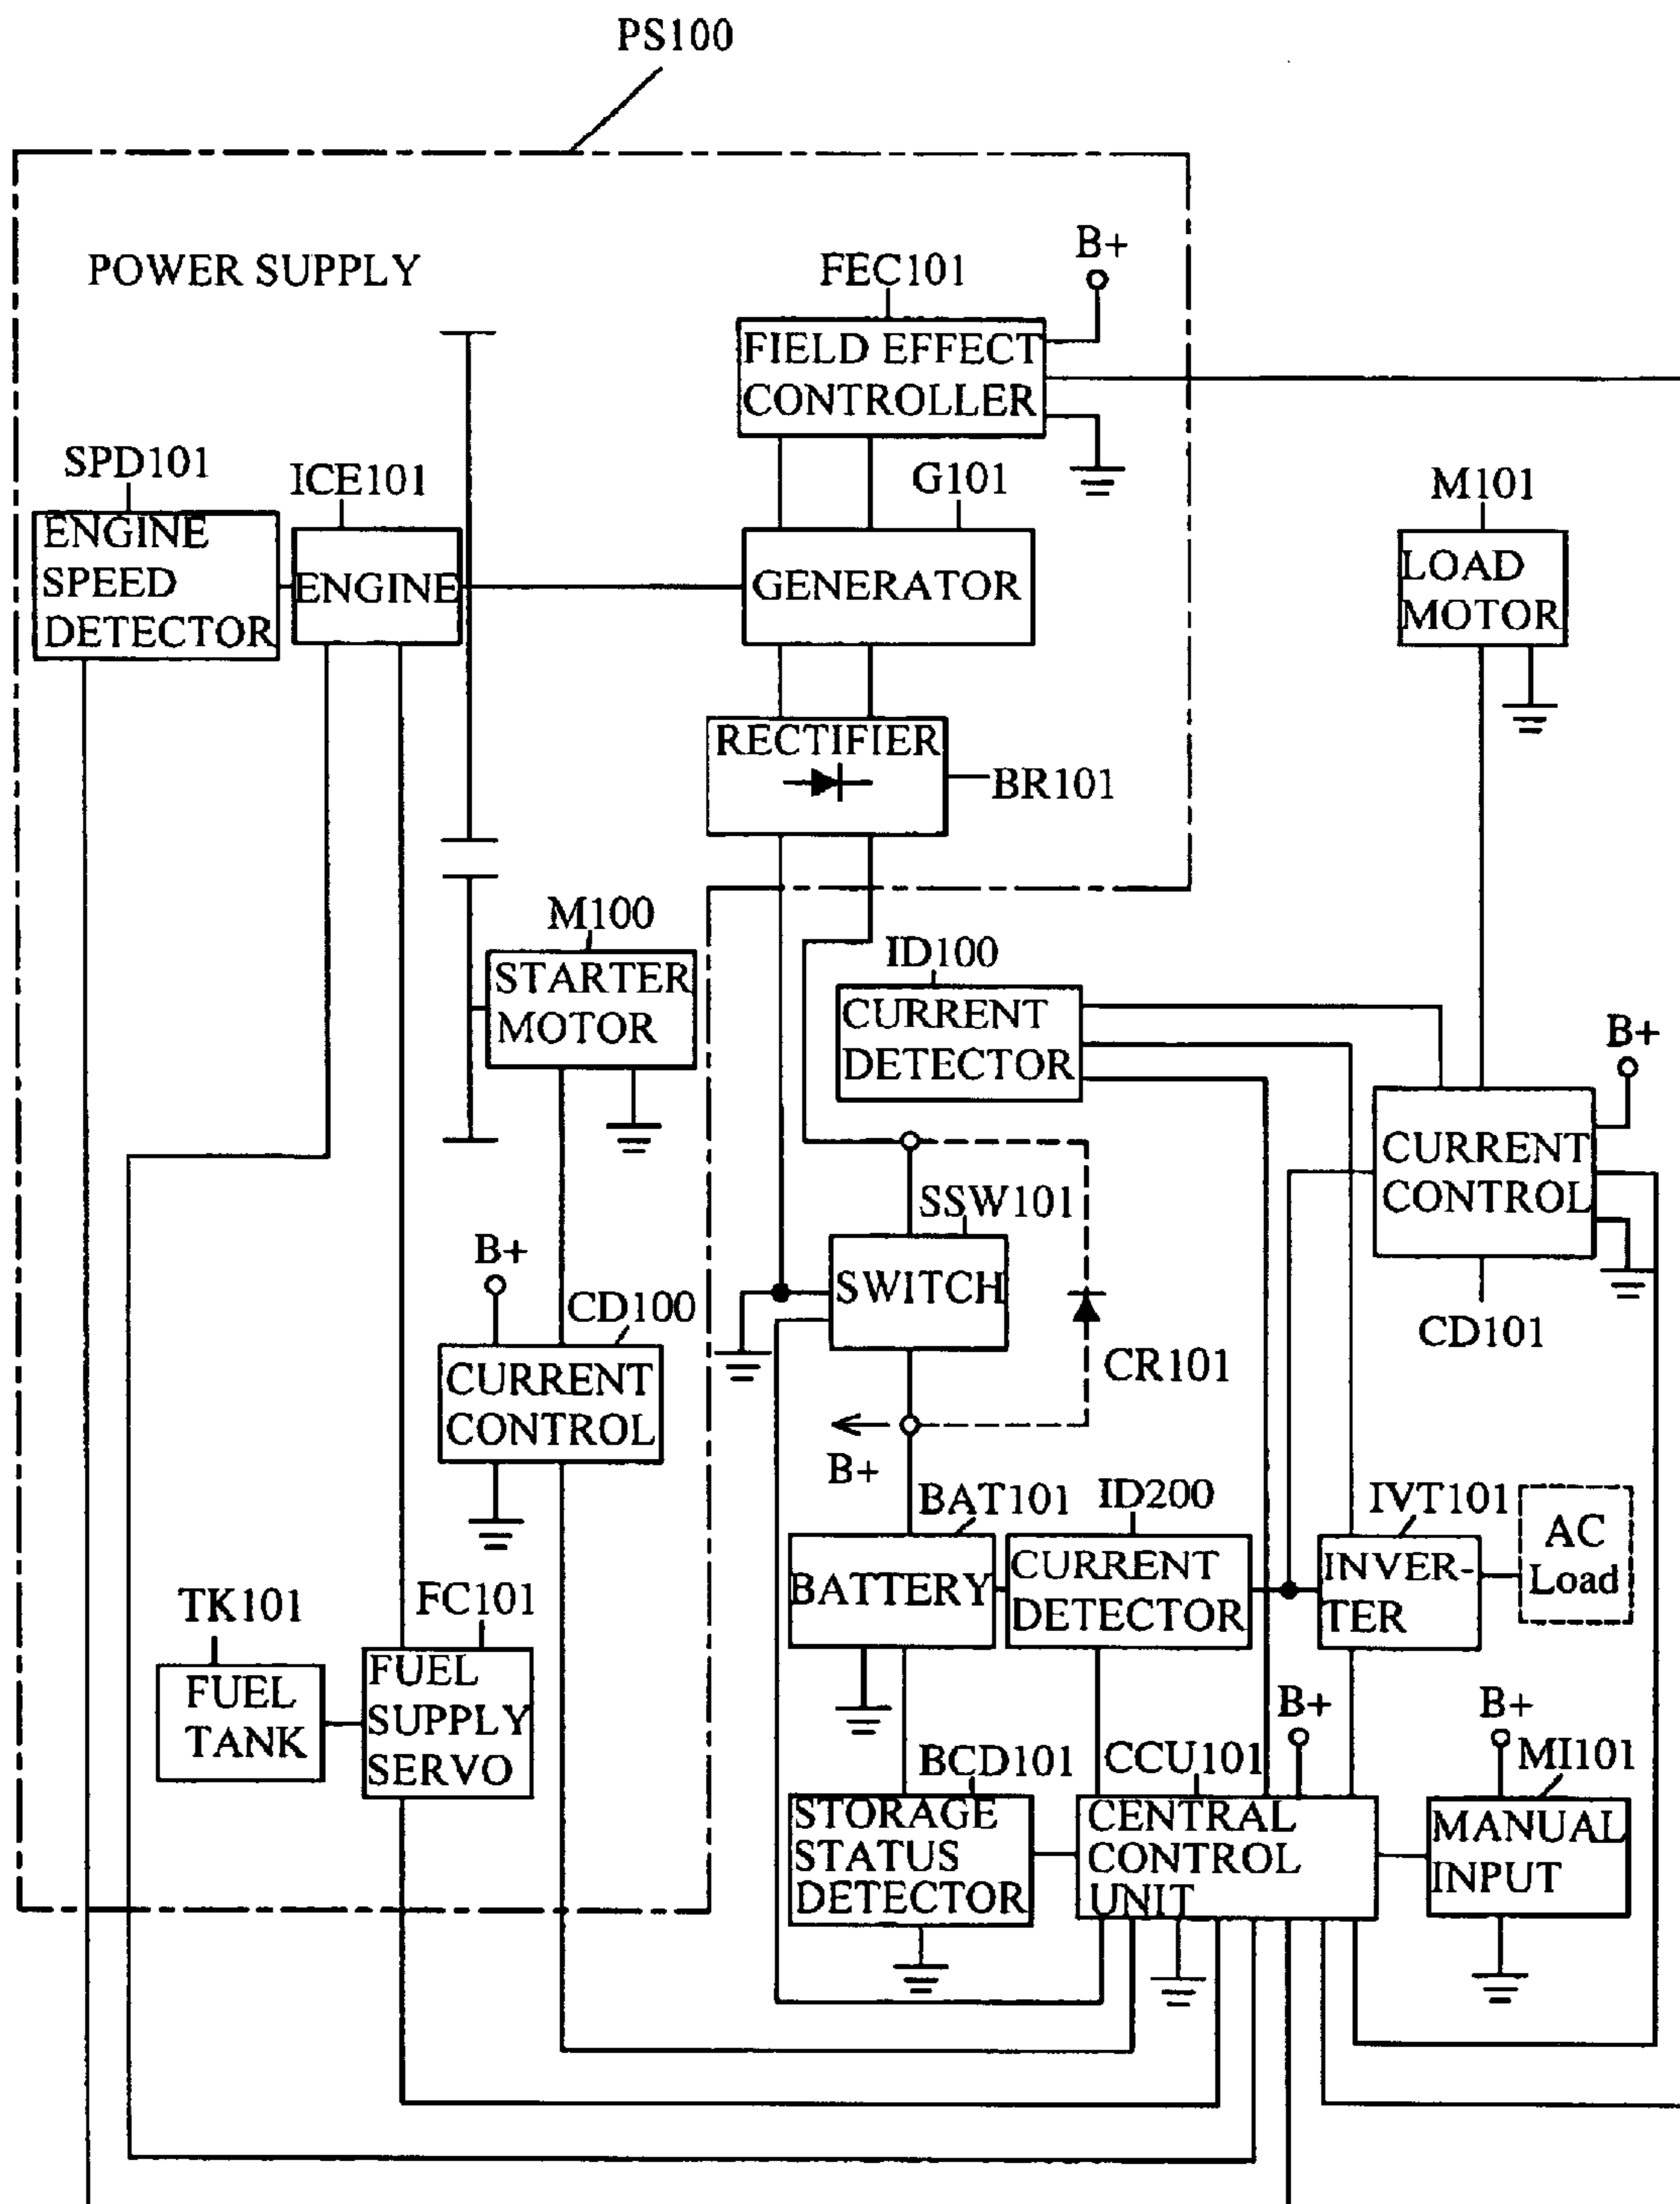 PS100
POWER SUPPLY
B+
FEC101
FIELD EFFECT
CONTROLLER
SPD101
ICE101
G101
M101
ENGINE
SPEED
DETECTOR
ENGINE
GENERATOR
LOAD
MOTOR
RECTIFIER
BR101
M100
STARTER
MOTOR
ID100
CURRENT
DETECTOR
B+
CURRENT
CONTROL
CD101
SSW101
SWITCH
CR101
B+
B+
CD100
CURRENT
CONTROL
BAT101
BATTERY
ID200
CURRENT
DETECTOR
IVT101
INVER-
TER
AC
Load
TK101
FUEL
TANK
FC101
FUEL
SUPPLY
SERVO
BCD101
STORAGE
STATUS
DETECTOR
CCU101
B+
CENTRAL
CONTROL
UNIT
B+
MI101
MANUAL
INPUT